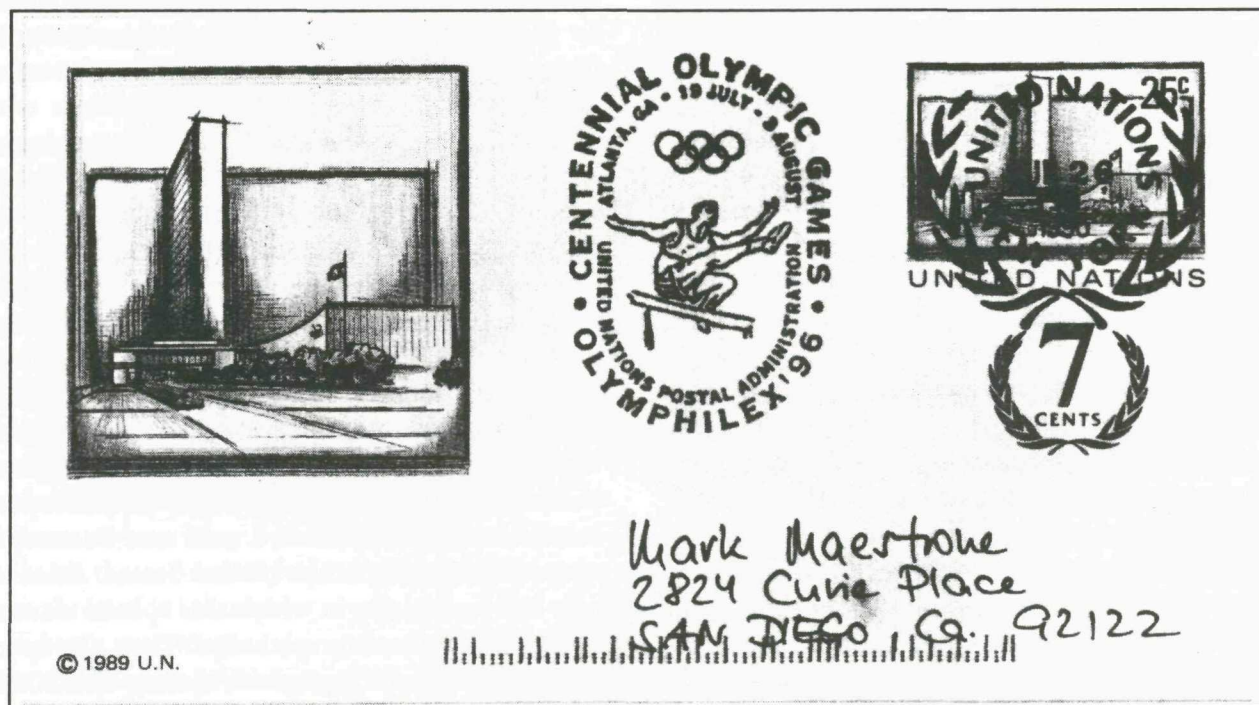 • CENTENNIAL OLYMPIC GAMES •
OLYMPHILEX '96
ATLANTA, GA • 19 JULY - 3 AUGUST
UNITED NATIONS POSTAL ADMINISTRATION
25c
UNITED NATIONS
26
UNITED NATIONS
7
CENTS
Mark Maestrone
2824 Curie Place
SAN DIEGO, Ca. 92122
© 1989 U.N.